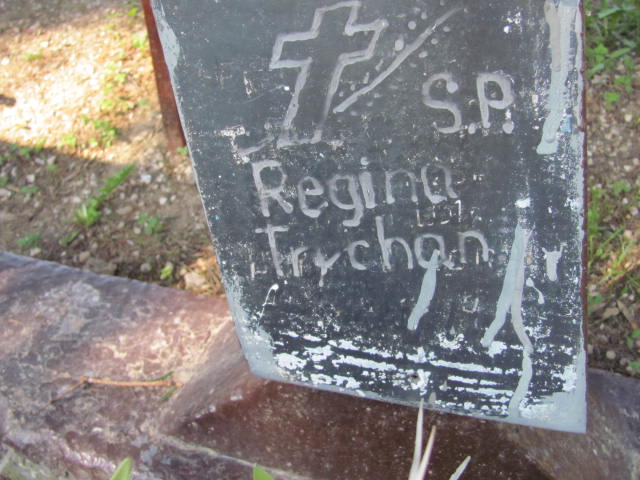 S.P.
Regina
Trychan